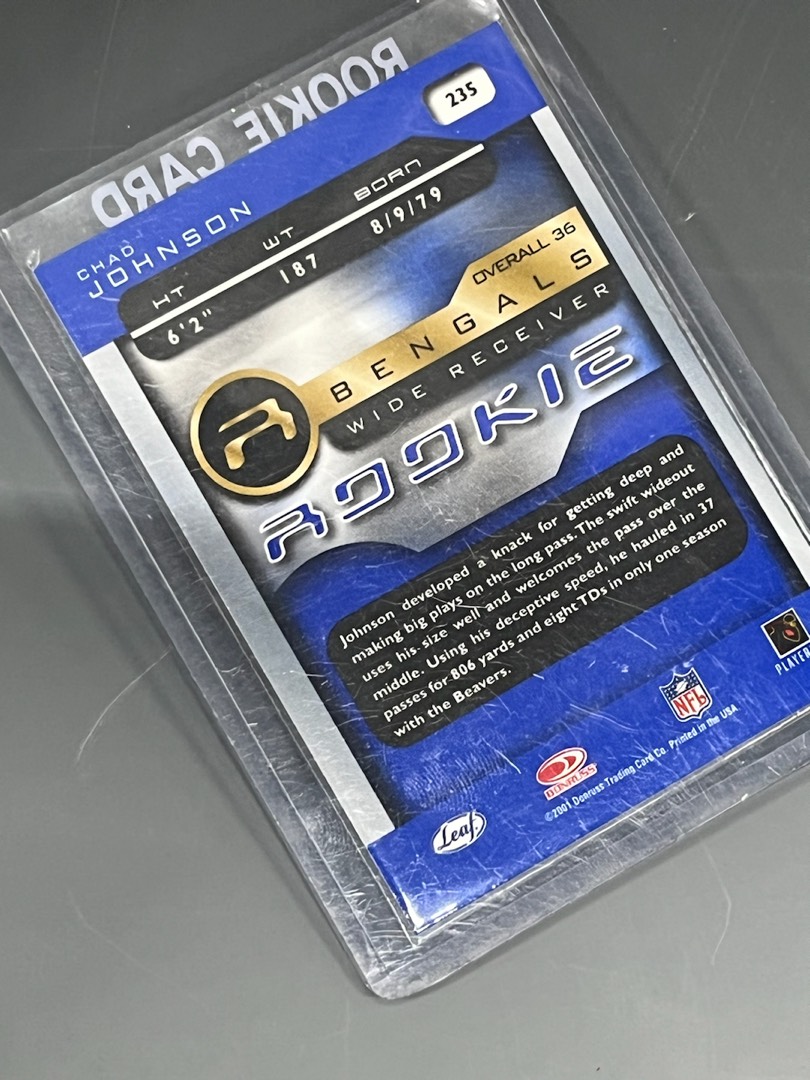 ROOKIE CARD
235
CHAD
JOHNSON
HT WT BORN
6'2" 187 8/9/79
OVERALL 36
R BENGALS
WIDE RECEIVER
ROOKIE
Johnson developed a knack for getting deep and
making big plays on the long pass. The swift wideout
uses his size well and welcomes the pass over the
middle. Using his deceptive speed, he hauled in 37
passes for 806 yards and eight TDs in only one season
with the Beavers.
PLAYER
NFL
DONRUSS
©2001 Donruss Trading Card Co. Printed in the USA
Leaf